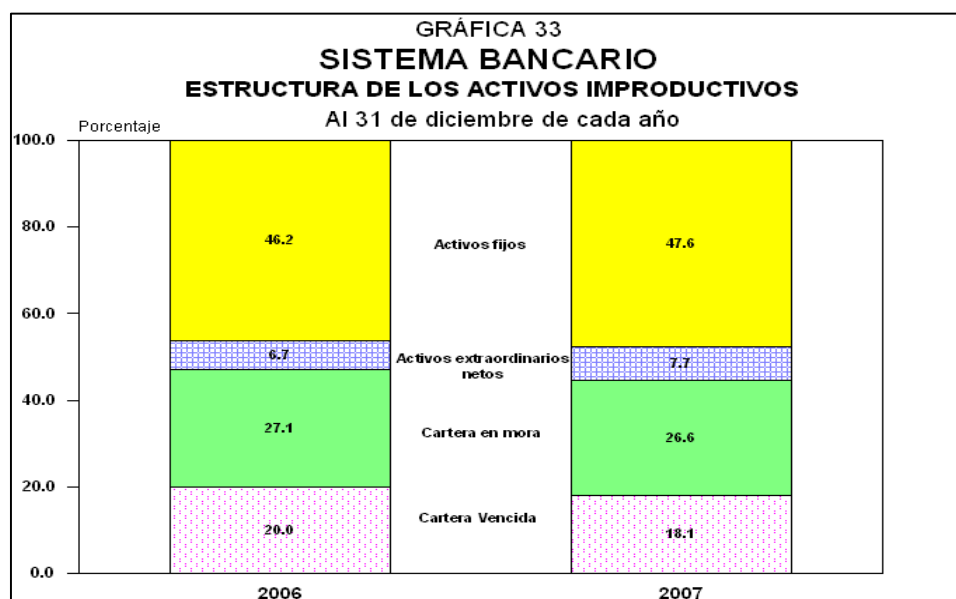 GRÁFICA 33
SISTEMA BANCARIO
ESTRUCTURA DE LOS ACTIVOS IMPRODUCTIVOS
Al 31 de diciembre de cada año
Porcentaje
100.0
80.0
60.0
40.0
20.0
0.0
46.2
6.7
27.1
20.0
Activos fijos
Activos extraordinarios
netos
Cartera en mora
Cartera Vencida
47.6
7.7
26.6
18.1
2006
2007